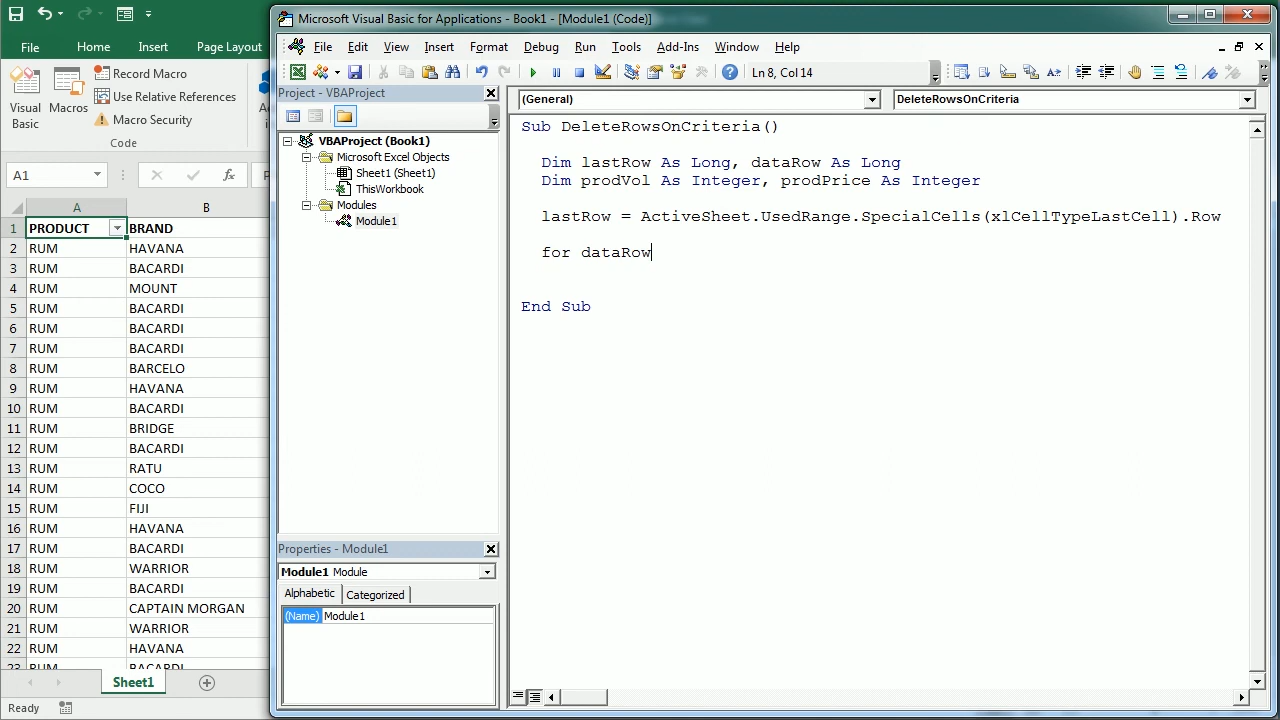 File Home Insert Page Layout
Visual Basic
Macros
Record Macro
Use Relative References
Macro Security
Code
A1
fx
A B
1 PRODUCT BRAND
2 RUM HAVANA
3 RUM BACARDI
4 RUM MOUNT
5 RUM BACARDI
6 RUM BACARDI
7 RUM BACARDI
8 RUM BARCELO
9 RUM HAVANA
10 RUM BACARDI
11 RUM BRIDGE
12 RUM BACARDI
13 RUM RATU
14 RUM COCO
15 RUM FIJI
16 RUM HAVANA
17 RUM BACARDI
18 RUM WARRIOR
19 RUM BACARDI
20 RUM CAPTAIN MORGAN
21 RUM WARRIOR
22 RUM HAVANA
23 RUM BACARDI
Sheet1
Ready
Microsoft Visual Basic for Applications - Book1 - [Module1 (Code)]
File Edit View Insert Format Debug Run Tools Add-Ins Window Help
Ln 8, Col 14
Project - VBAProject
VBAProject (Book1)
Microsoft Excel Objects
Sheet1 (Sheet1)
ThisWorkbook
Modules
Module1
Properties - Module1
Module1 Module
Alphabetic Categorized
(Name) Module1
(General) DeleteRowsOnCriteria
Sub DeleteRowsOnCriteria()
Dim lastRow As Long, dataRow As Long
Dim prodVol As Integer, prodPrice As Integer
lastRow = ActiveSheet.UsedRange.SpecialCells(xlCellTypeLastCell).Row
for dataRow
End Sub